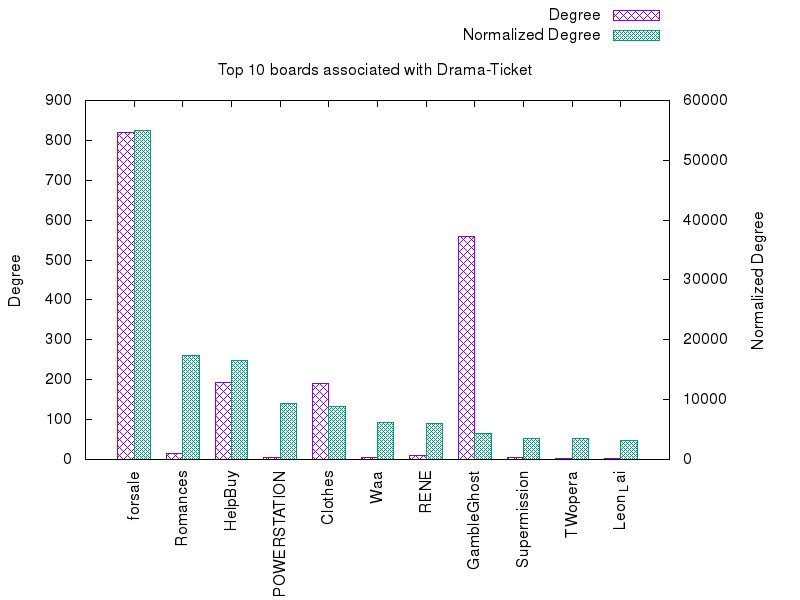 Degree
Normalized Degree
Top 10 boards associated with Drama-Ticket
900
800
700
600
500
400
300
200
100
0
60000
50000
40000
30000
20000
10000
0
Degree
Normalized Degree
forsale
Romances
HelpBuy
POWERSTATION
Clothes
Waa
RENE
GambleGhost
Supermission
TWopera
Leon_Lai